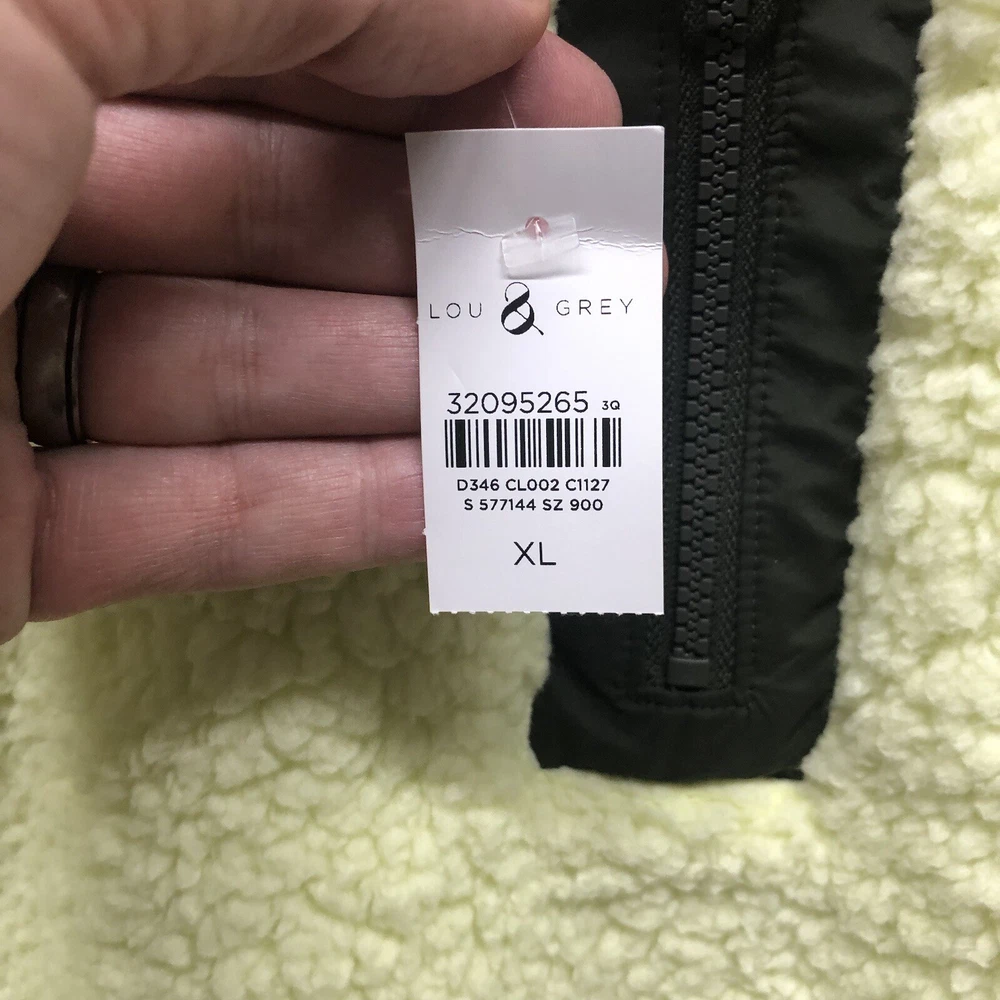 LOU & GREY
32095265 3Q
D346 CL002 C1127
S 577144 SZ 900
XL